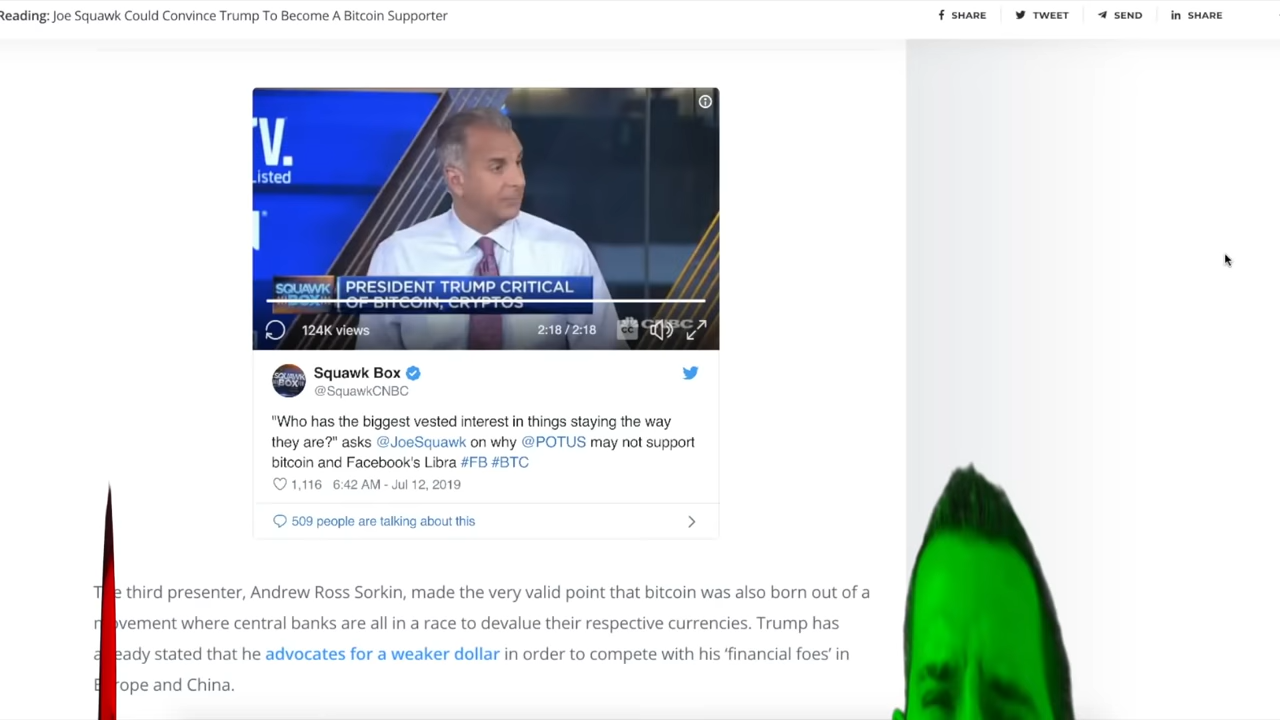 Reading: Joe Squawk Could Convince Trump To Become A Bitcoin Supporter
SHARE TWEET SEND SHARE
V.
Listed
SQUAWK BOX
PRESIDENT TRUMP CRITICAL
OF BITCOIN, CRYPTOS
124K views 2:18 / 2:18 CC CNBC
SQUAWK BOX
Squawk Box
@SquawkCNBC
"Who has the biggest vested interest in things staying the way
they are?" asks @JoeSquawk on why @POTUS may not support
bitcoin and Facebook's Libra #FB #BTC
1,116 6:42 AM - Jul 12, 2019
509 people are talking about this
T e third presenter, Andrew Ross Sorkin, made the very valid point that bitcoin was also born out of a
m vement where central banks are all in a race to devalue their respective currencies. Trump has
a eady stated that he advocates for a weaker dollar in order to compete with his ‘financial foes’ in
E rope and China.